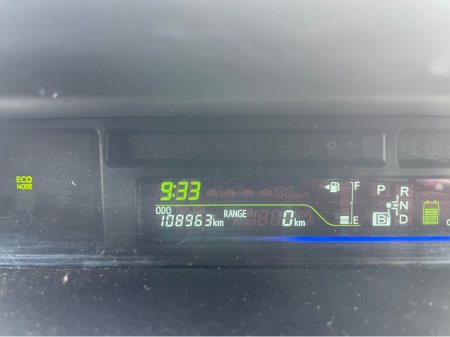 ECO
MODE
9:33
F
P R
ODO
RANGE
N
108963km
0km
E
B D